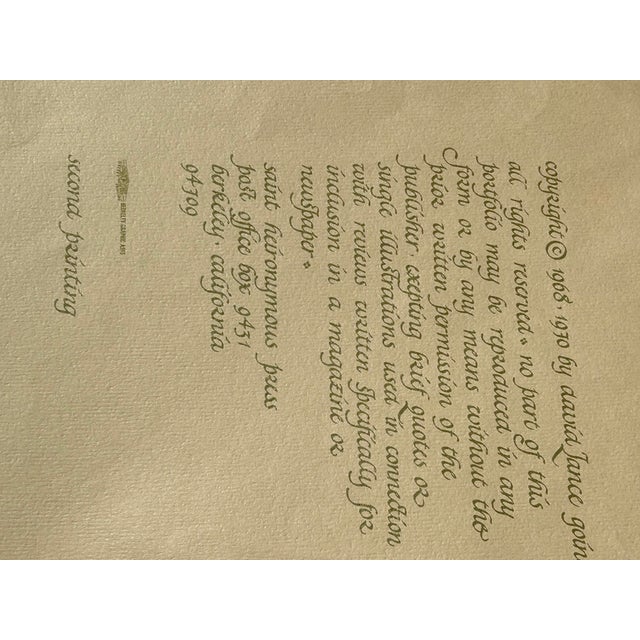 copyright © 1968, 1970 by david lance goin
all rights reserved. no part of this
portfolio may be reproduced in any
form or by any means without the
prior written permission of the
publisher, excepting brief quotes or
single illustrations used in connection
with reviews written specifically for
inclusion in a magazine or
newspaper.
saint hieronymous press
post office box 9431
berkeley, california
94709
second printing